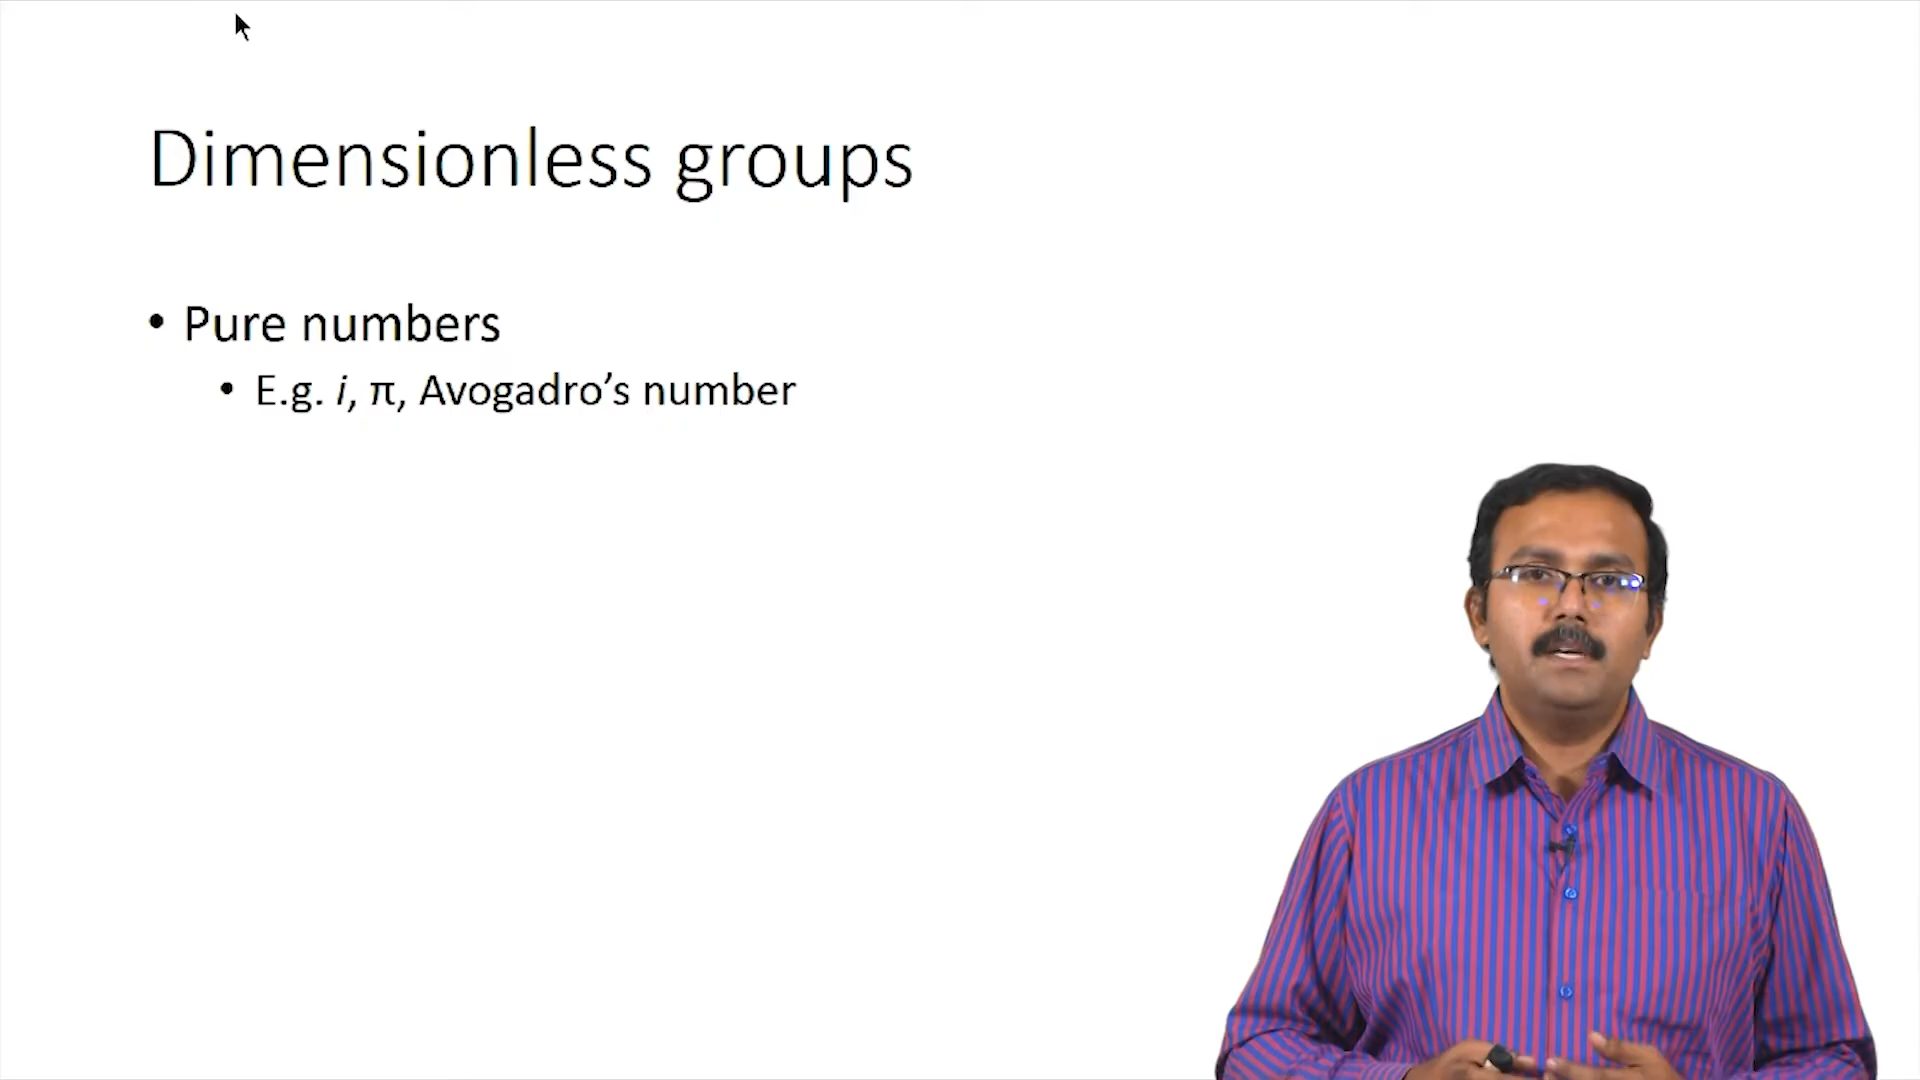 Dimensionless groups
• Pure numbers
• E.g. i, π, Avogadro’s number